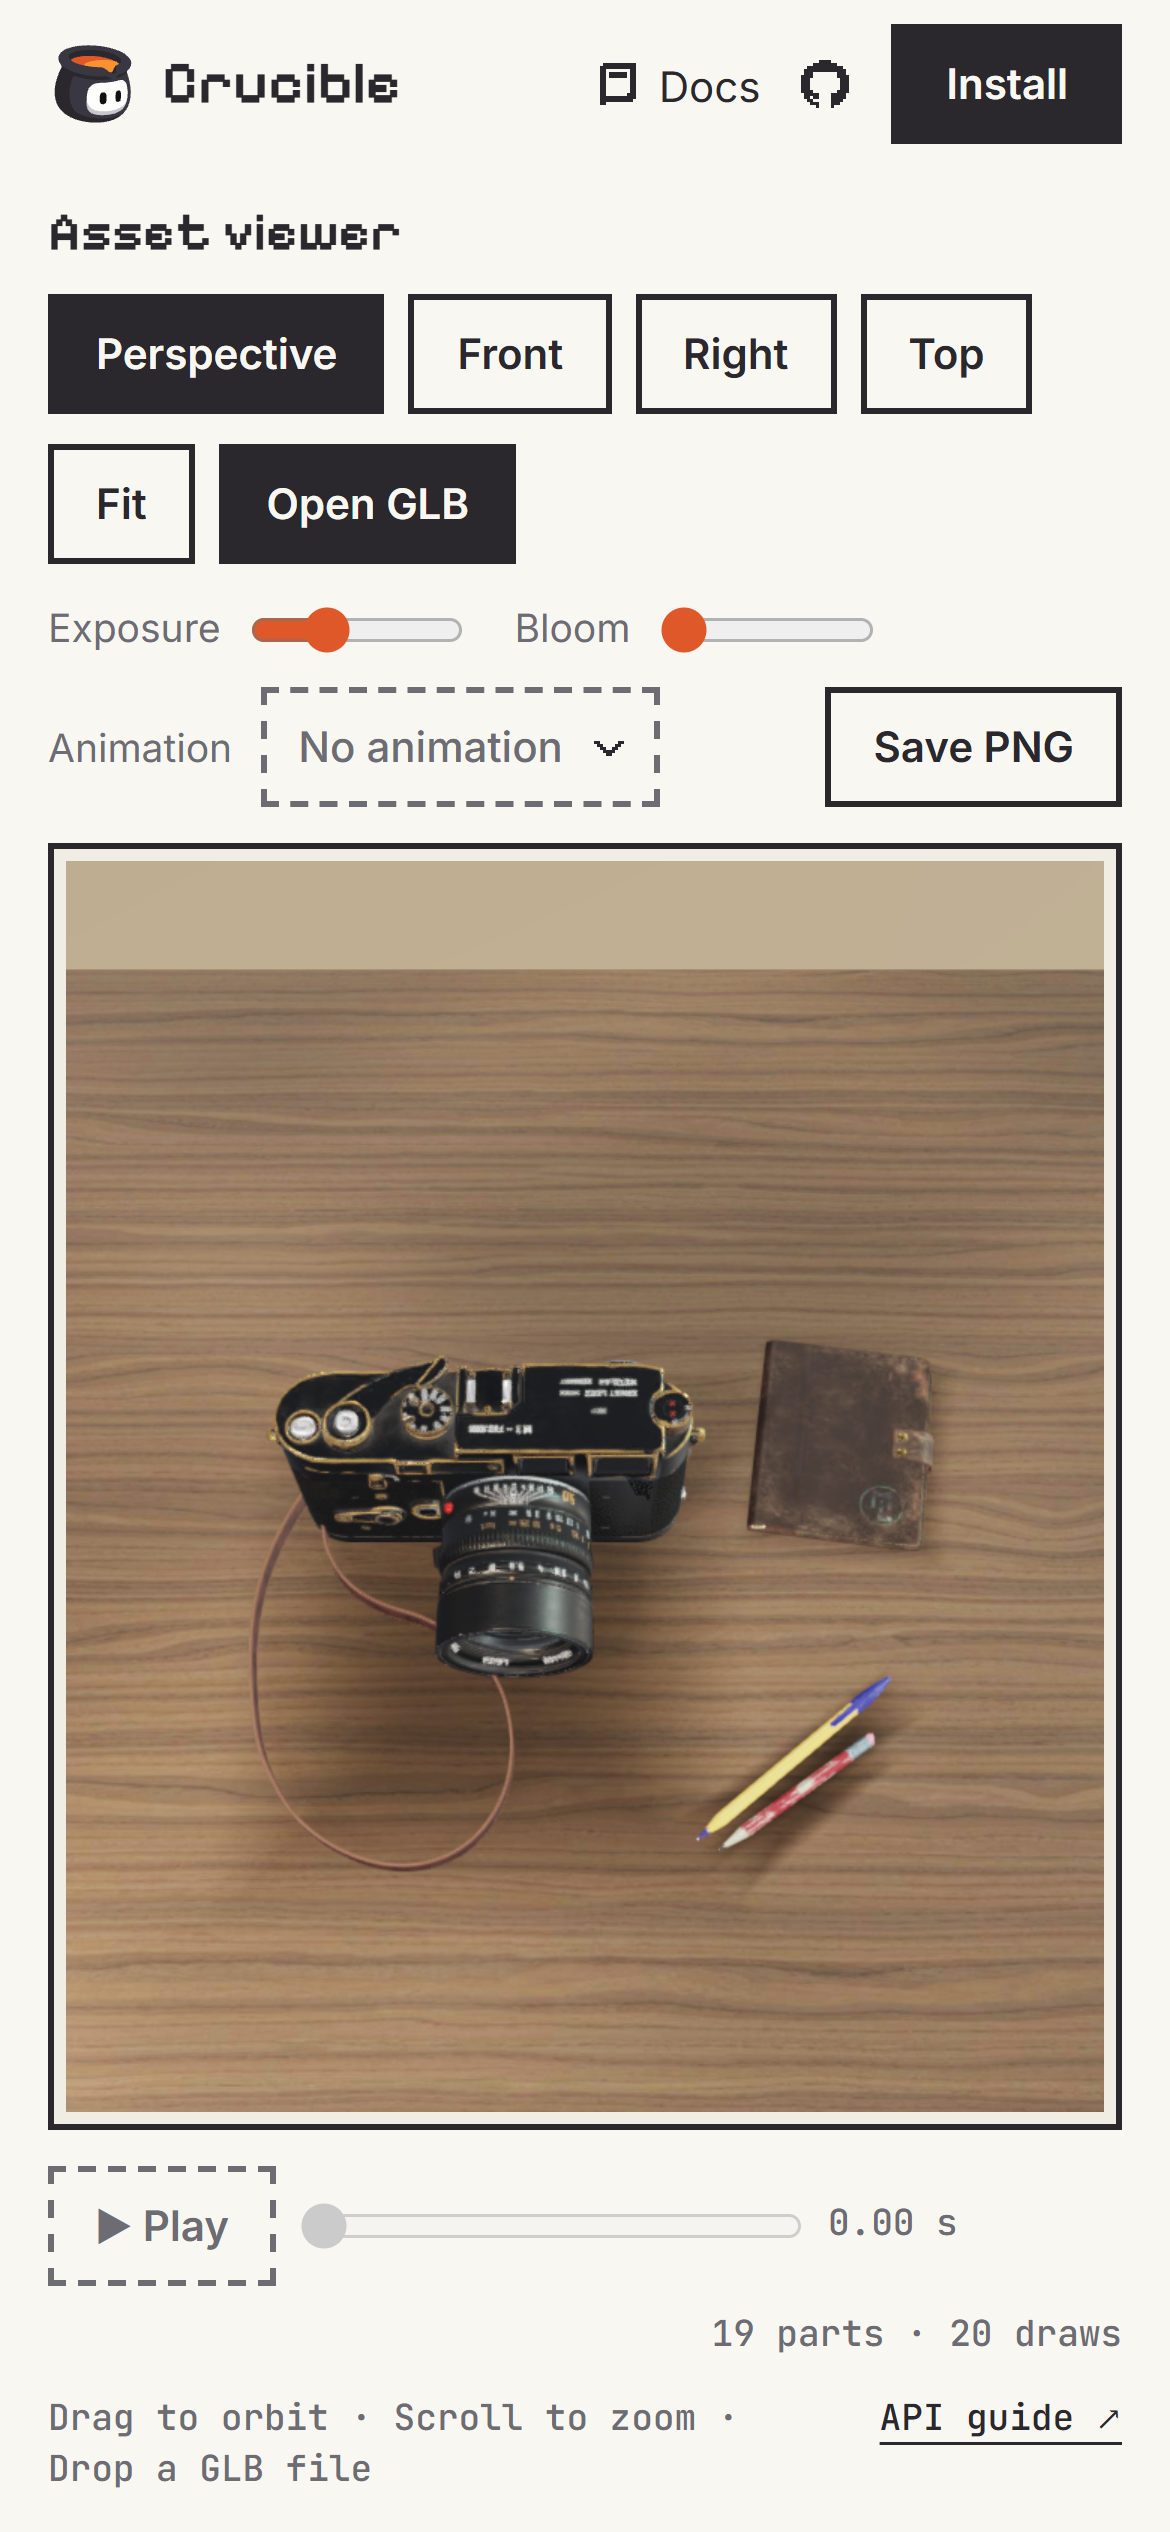 Crucible
Docs
Install
Asset viewer
Perspective
Front
Right
Top
Fit
Open GLB
Exposure
Bloom
Animation
No animation
Save PNG
▶ Play
0.00 s
19 parts · 20 draws
Drag to orbit · Scroll to zoom ·
Drop a GLB file
API guide ↗